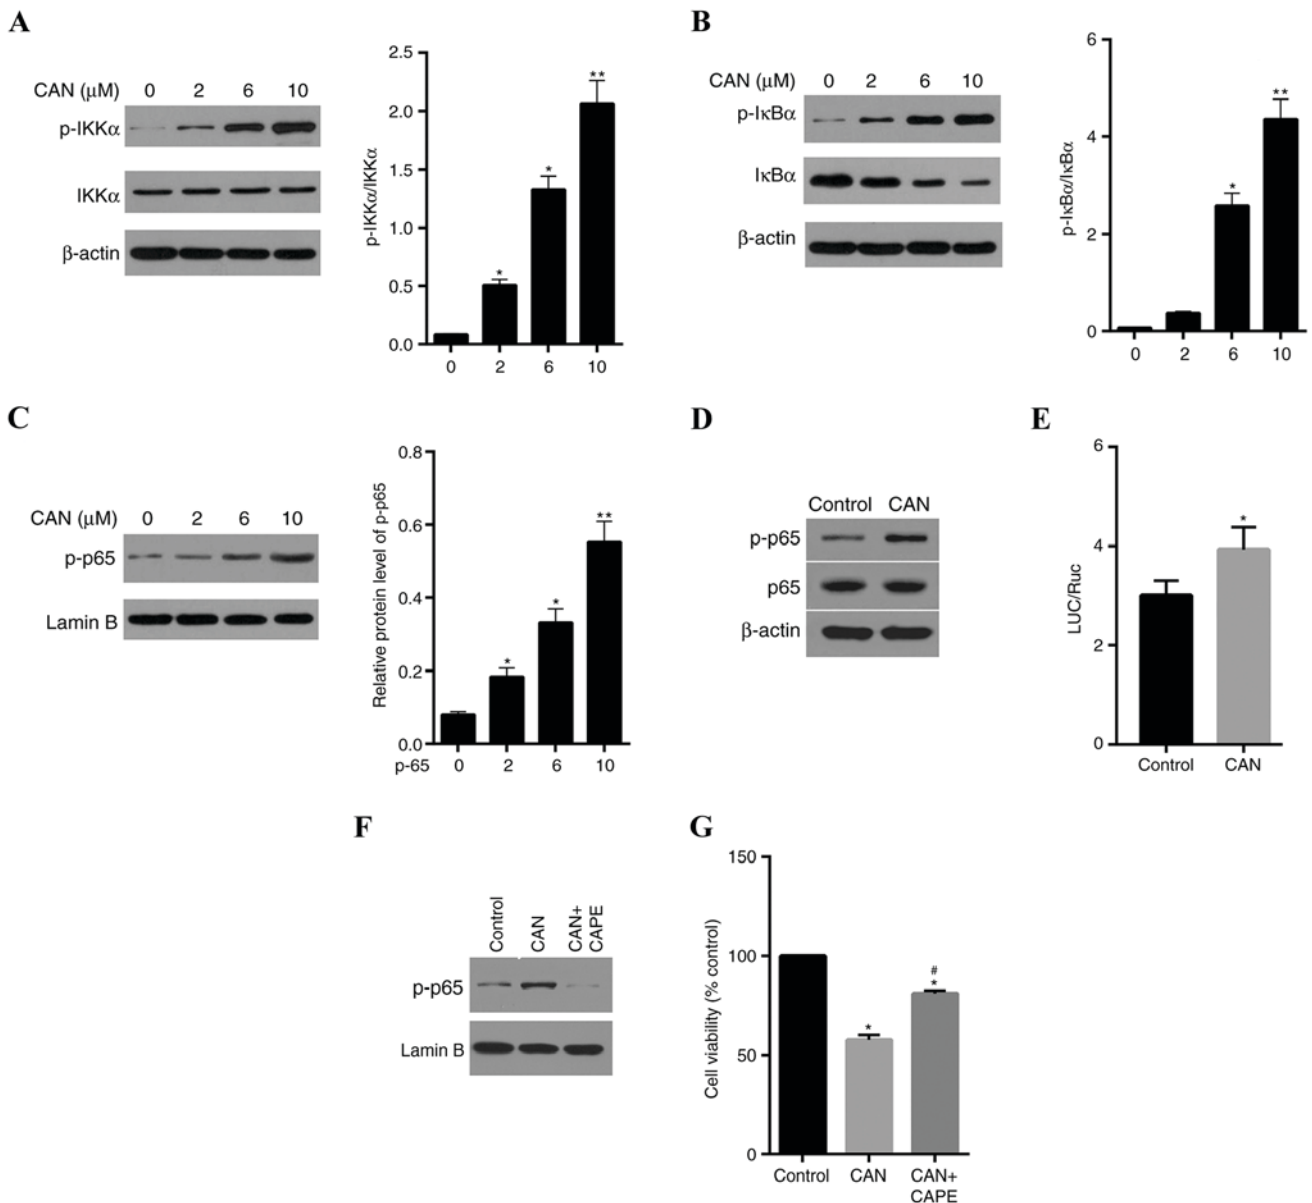 A
CAN (μM) 0 2 6 10
p-IKKα
IKKα
β-actin
p-IKKα/IKKα
2.5
2.0
1.5
1.0
0.5
0.0
*
*
**
0 2 6 10
B
CAN (μM) 0 2 6 10
p-IκBα
IκBα
β-actin
p-IκBα/IκBα
6
4
2
0
*
**
0 2 6 10
C
CAN (μM) 0 2 6 10
p-p65
Lamin B
Relative protein level of p-p65
0.8
0.6
0.4
0.2
0.0
*
*
**
p-65 0 2 6 10
D
Control CAN
p-p65
p65
β-actin
E
LUC/Ruc
6
4
2
0
*
Control CAN
F
Control
CAN
CAN+
CAPE
p-p65
Lamin B
G
Cell viability (% control)
150
100
50
0
*
#
*
Control CAN CAN+
CAPE